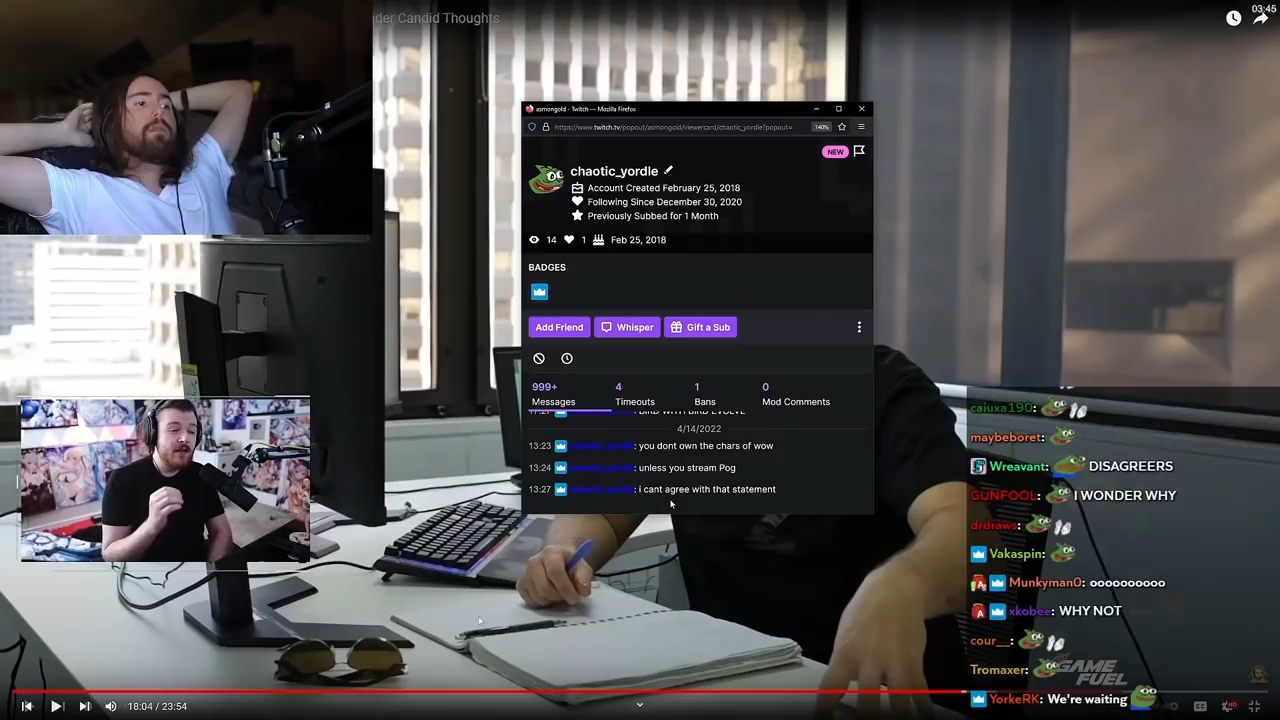 der Candid Thoughts
03:45
asmongold - Twitch — Mozilla Firefox
https://www.twitch.tv/popout/asmongold/viewercard/chaotic_yordle?popout=
140%
NEW
chaotic_yordle
Account Created February 25, 2018
Following Since December 30, 2020
Previously Subbed for 1 Month
14 1 Feb 25, 2018
BADGES
Add Friend Whisper Gift a Sub
999+ 4 1 0
Messages Timeouts Bans Mod Comments
4/14/2022
13:23 chaotic_yordle: you dont own the chars of wow
13:24 chaotic_yordle: unless you stream Pog
13:27 chaotic_yordle: i cant agree with that statement
caiuxa190:
maybeboret:
Wreavant: DISAGREERS
GUNFOOL: I WONDER WHY
drdraws:
Vakaspin:
Munkyman0: oooooooooo
xkobee: WHY NOT
cour__:
Tromaxer:
YorkeRK: We're waiting
GAME FUEL
18:04 / 23:54